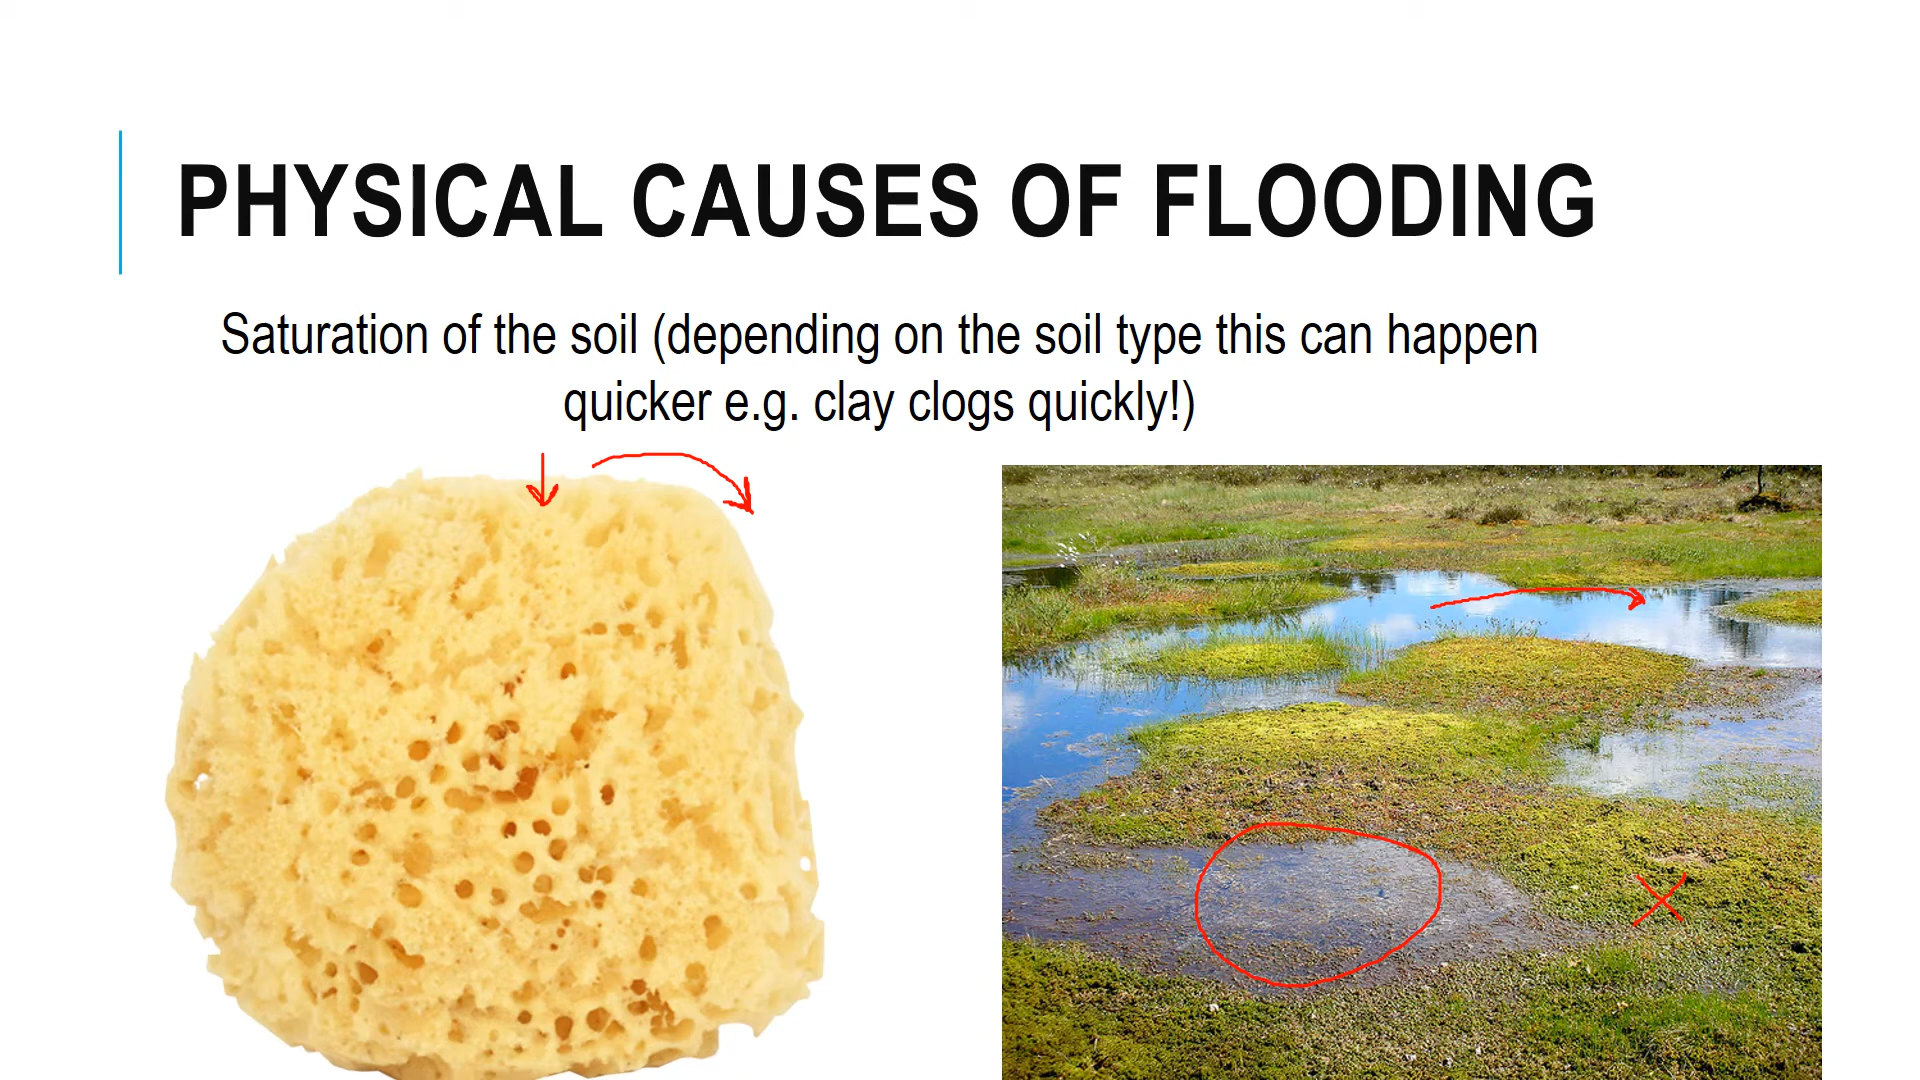 PHYSICAL CAUSES OF FLOODING
Saturation of the soil (depending on the soil type this can happen
quicker e.g. clay clogs quickly!)